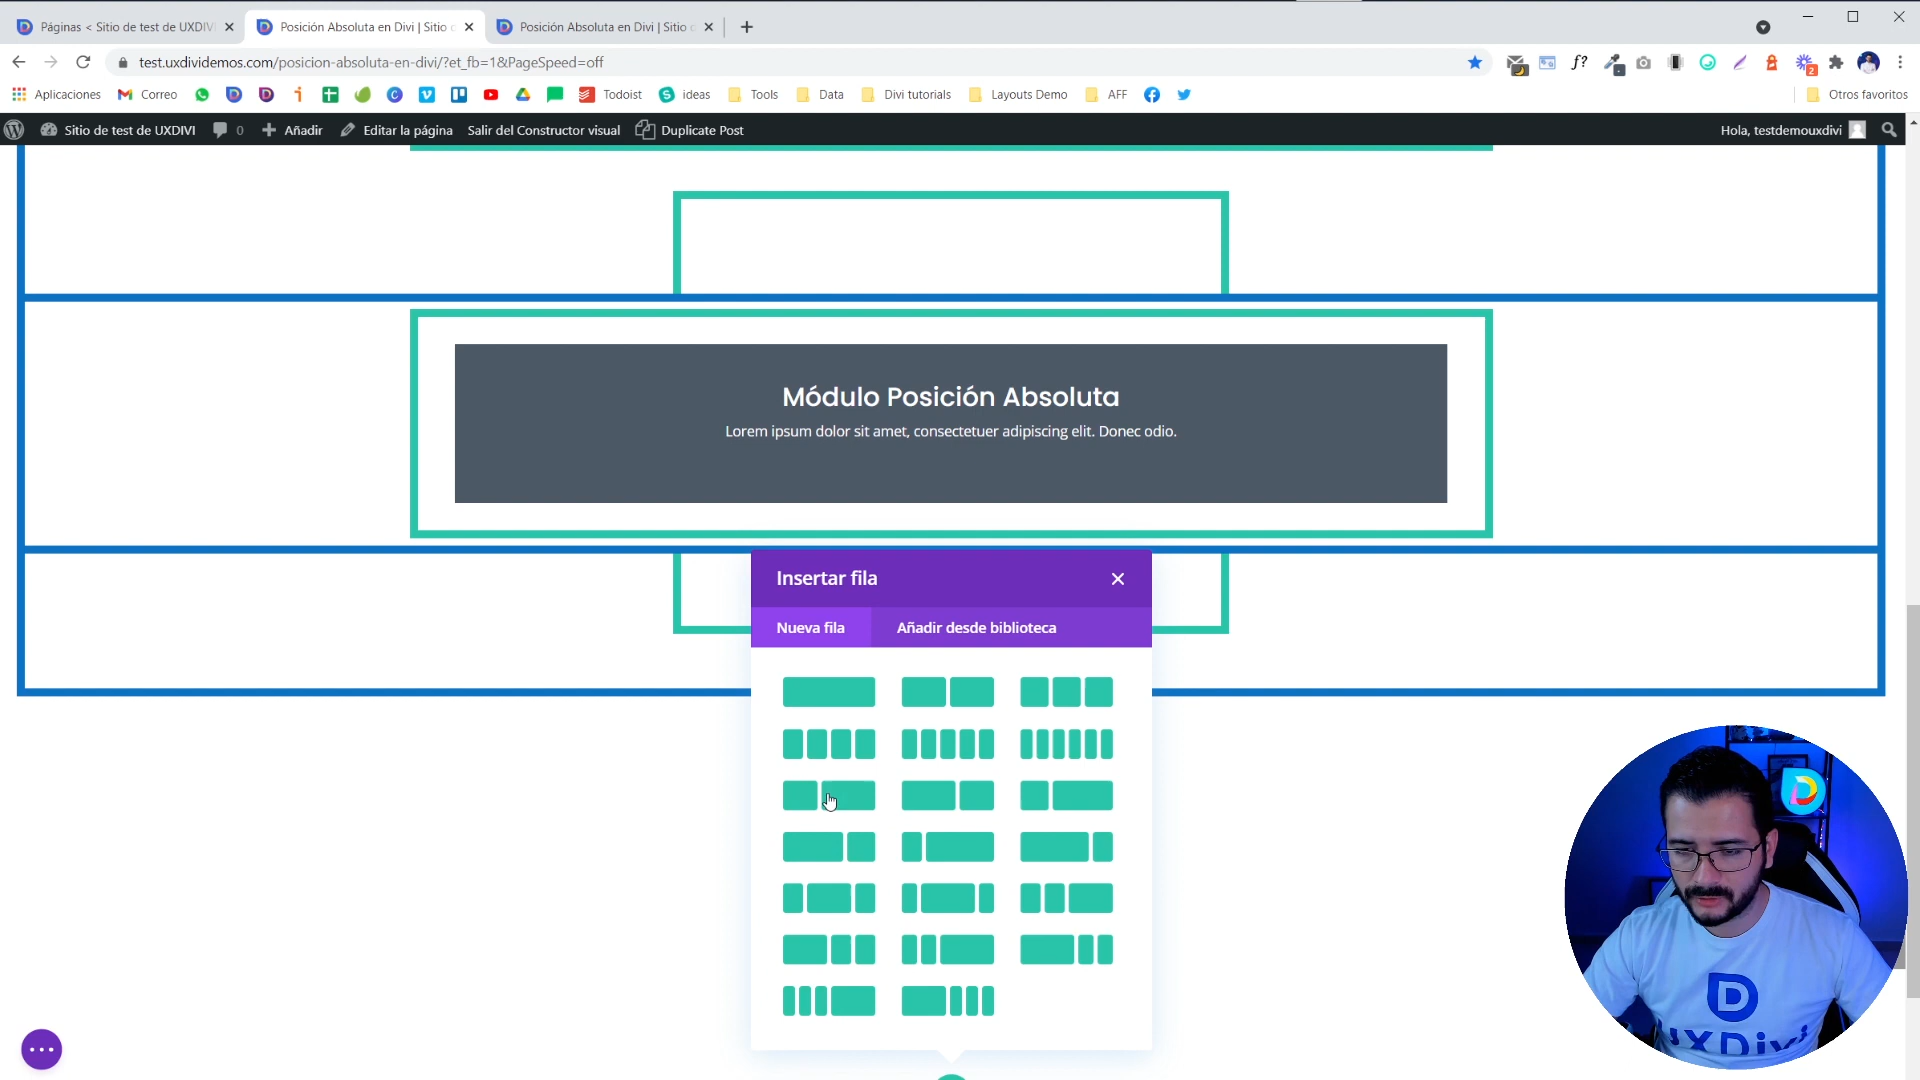 Páginas < Sitio de test de UXDIVI
Posición Absoluta en Divi | Sitio
Posición Absoluta en Divi | Sitio
test.uxdividemos.com/posicion-absoluta-en-divi/?et_fb=1&PageSpeed=off
f?
2
Aplicaciones
Correo
Todoist
ideas
Tools
Data
Divi tutorials
Layouts Demo
AFF
Otros favoritos
Sitio de test de UXDIVI
0
Añadir
Editar la página
Salir del Constructor visual
Duplicate Post
Hola, testdemouxdivi
Módulo Posición Absoluta
Lorem ipsum dolor sit amet, consectetuer adipiscing elit. Donec odio.
Insertar fila
Nueva fila
Añadir desde biblioteca
UXDivi